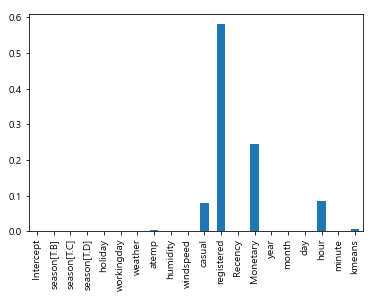 0.6
0.5
0.4
0.3
0.2
0.1
0.0
Intercept
season[T.B]
season[T.C]
season[T.D]
holiday
workingday
weather
atemp
humidity
windspeed
casual
registered
Recency
Monetary
year
month
day
hour
minute
kmeans